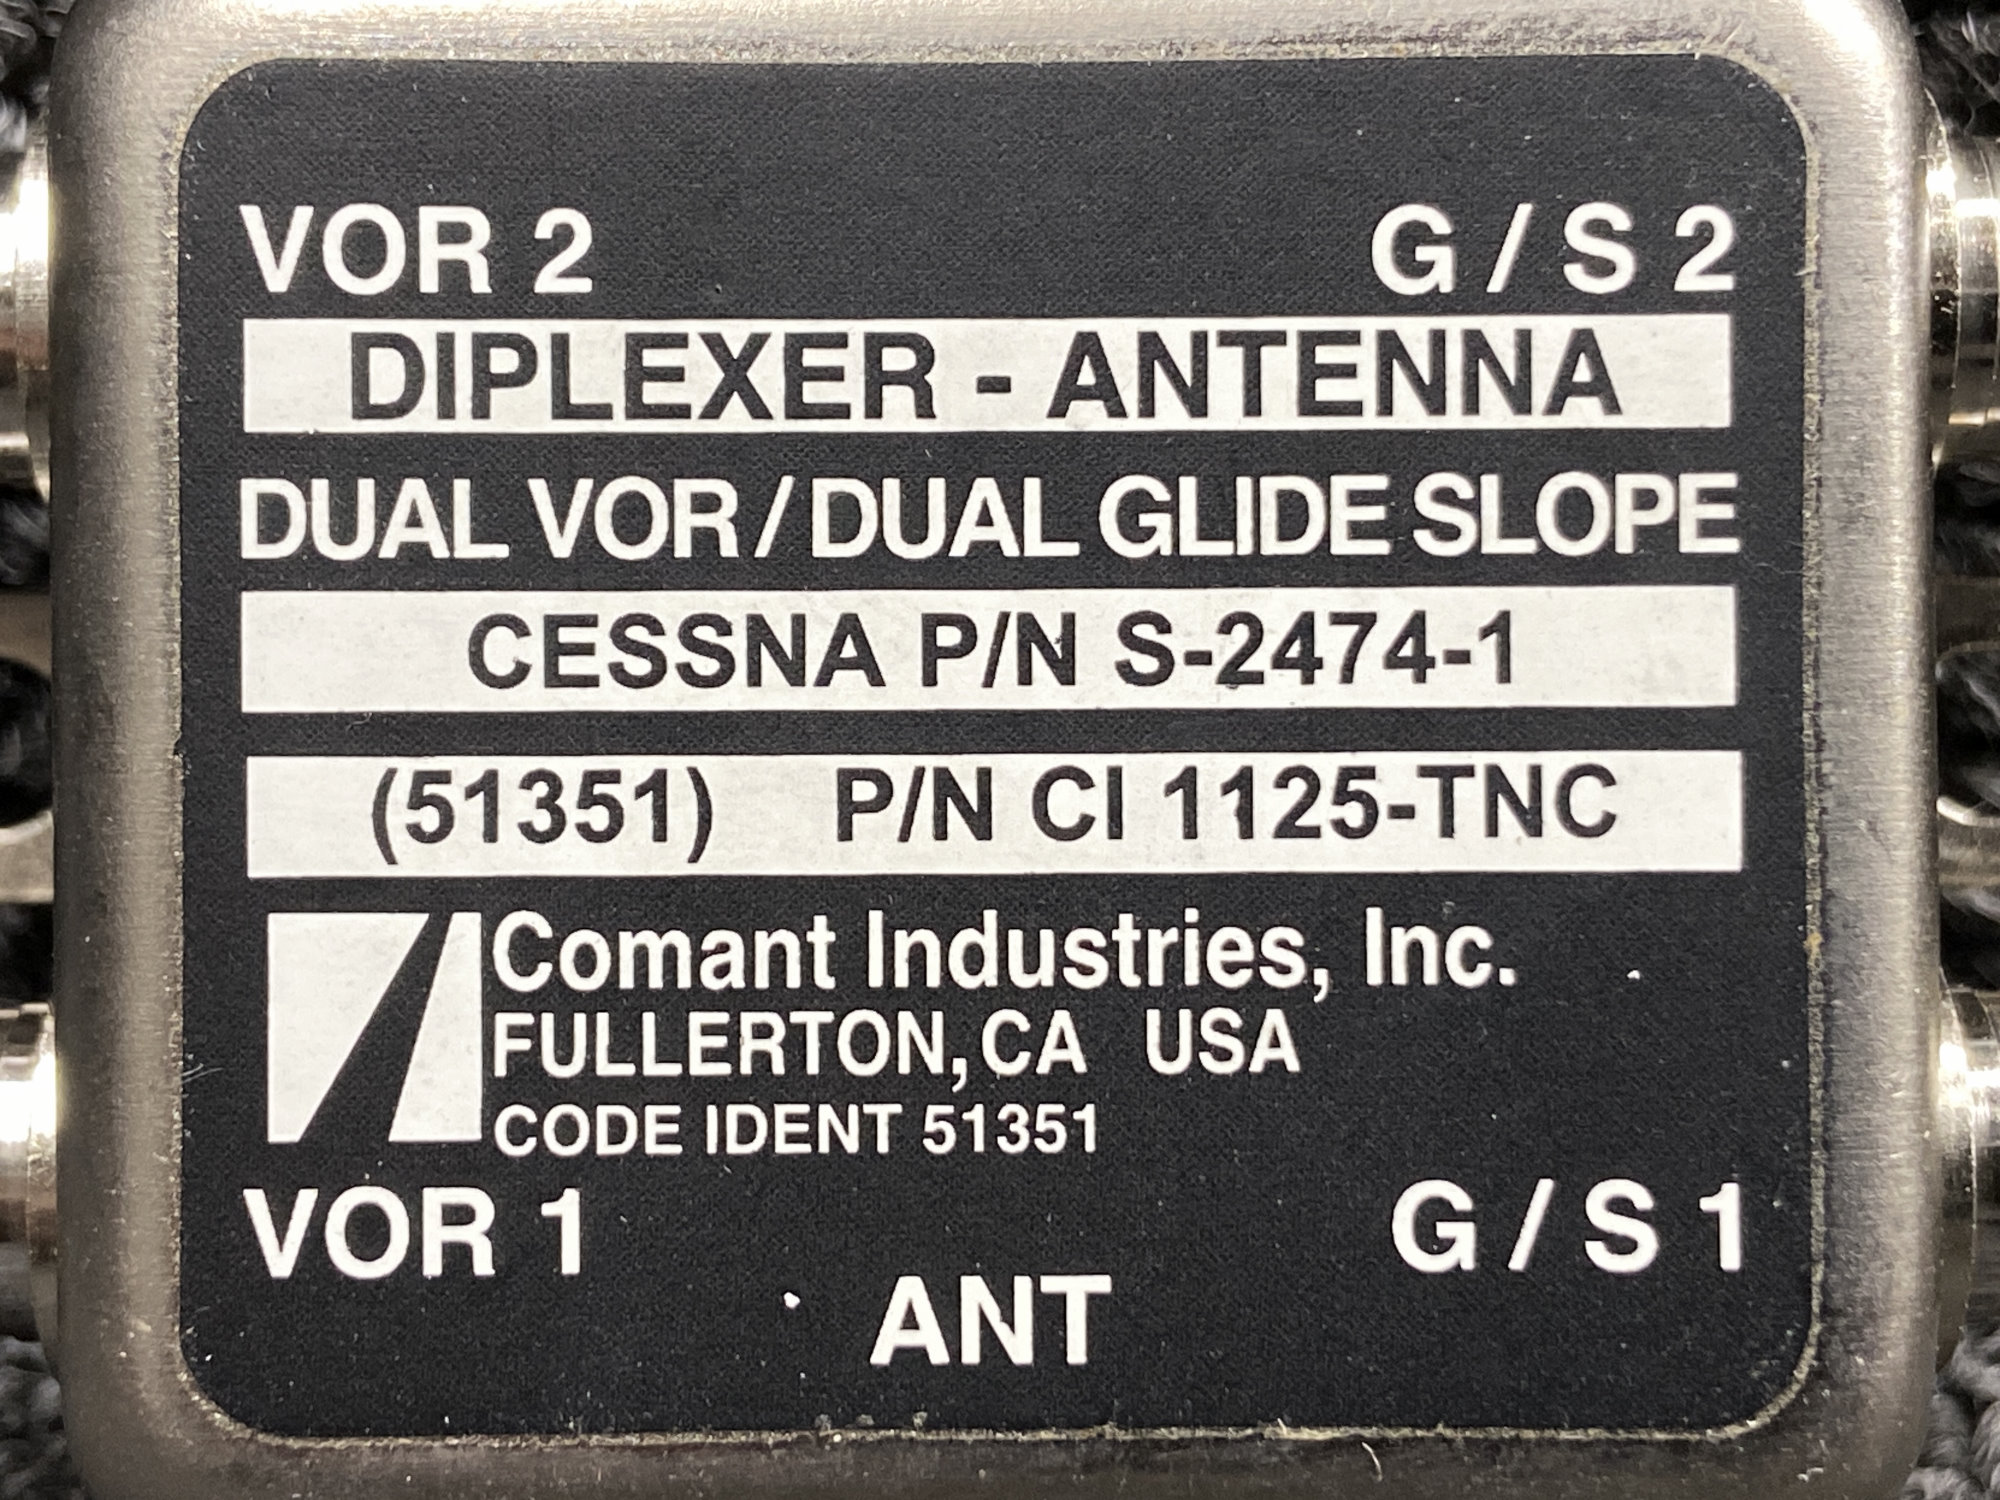 VOR 2 G / S 2
DIPLEXER - ANTENNA
DUAL VOR / DUAL GLIDE SLOPE
CESSNA P/N S-2474-1
(51351) P/N CI 1125-TNC
Comant Industries, Inc.
FULLERTON, CA USA
CODE IDENT 51351
VOR 1 G / S 1
ANT